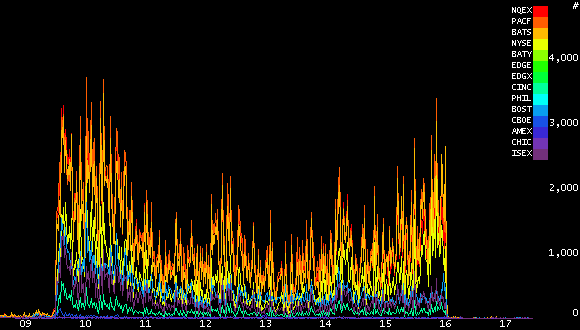 #
NQEX
PACF
BATS
NYSE
BATY
EDGE
EDGX
CINC
PHIL
BOST
CBOE
AMEX
CHIC
ISEX
4,000
3,000
2,000
1,000
0
09 10 11 12 13 14 15 16 17